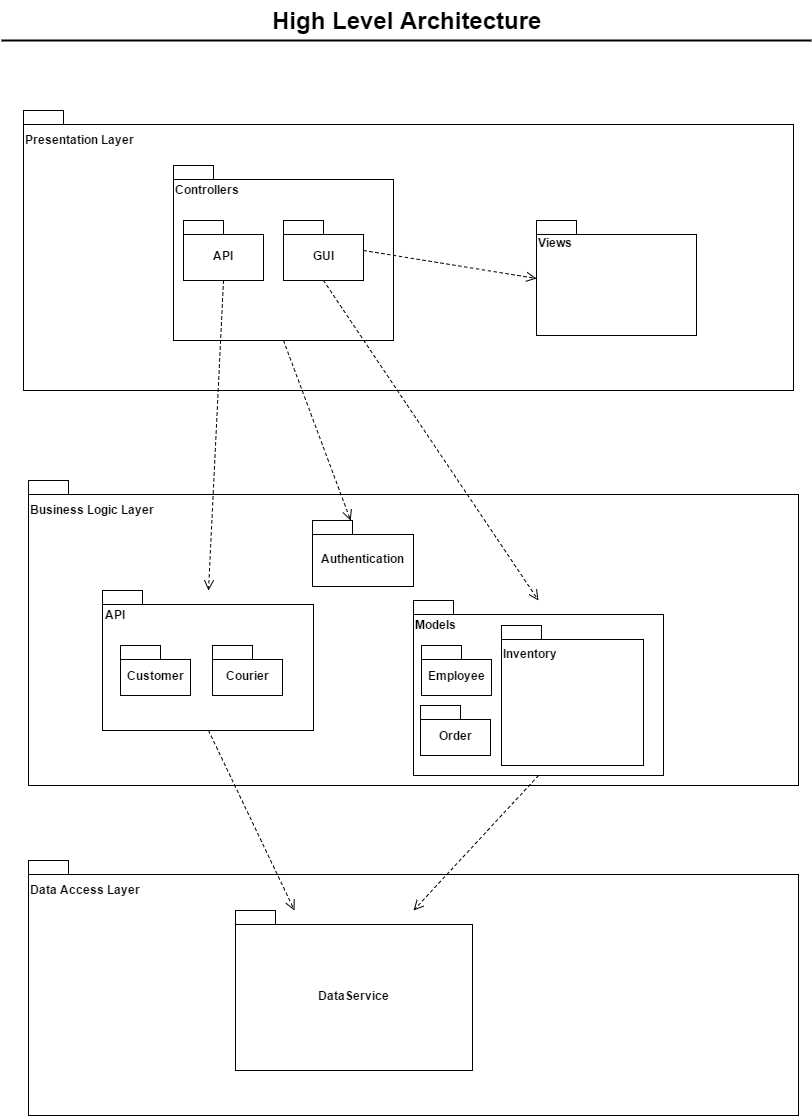 High Level Architecture
Presentation Layer
Controllers
API
GUI
Views
Business Logic Layer
Authentication
API
Customer
Courier
Models
Inventory
Employee
Order
Data Access Layer
DataService